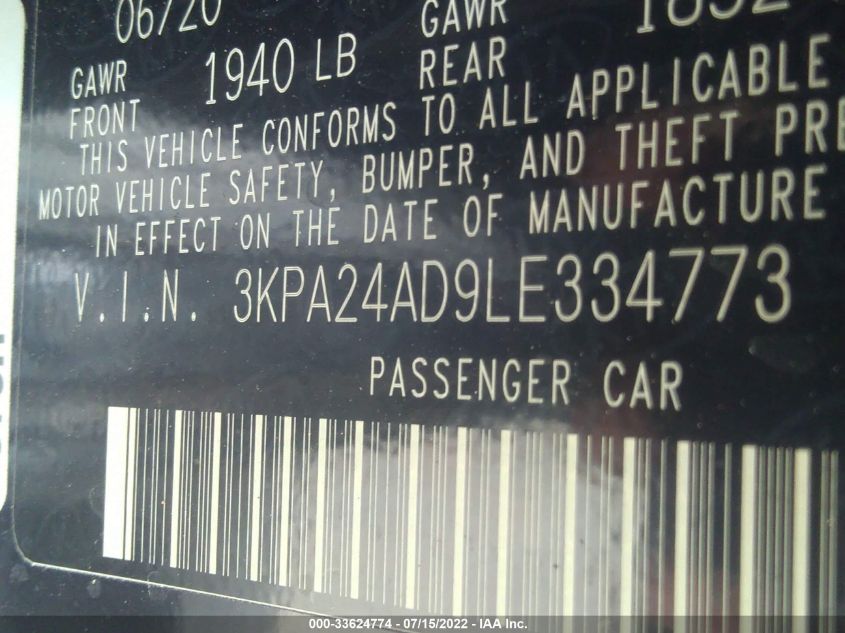 06/20
GAWR FRONT 1940 LB GAWR REAR
THIS VEHICLE CONFORMS TO ALL APPLICABLE
MOTOR VEHICLE SAFETY, BUMPER, AND THEFT PRE
IN EFFECT ON THE DATE OF MANUFACTURE
V.I.N. 3KPA24AD9LE334773
PASSENGER CAR
000-33624774 - 07/15/2022 - IAA Inc.